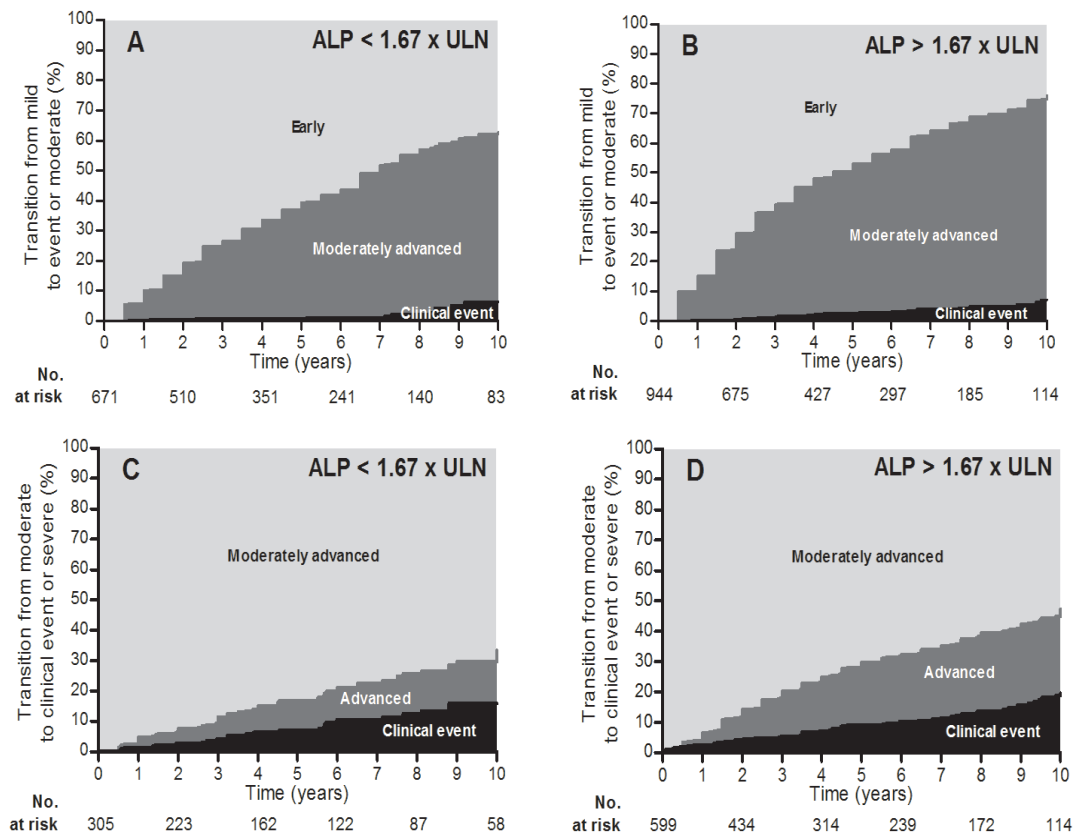 A
ALP < 1.67 x ULN
Transition from mild
to event or moderate (%)
100
90
80
70
60
50
40
30
20
10
0
Early
Moderately advanced
Clinical event
0 1 2 3 4 5 6 7 8 9 10
Time (years)
No.
at risk 671 510 351 241 140 83
B
ALP > 1.67 x ULN
Transition from mild
to event or moderate (%)
100
90
80
70
60
50
40
30
20
10
0
Early
Moderately advanced
Clinical event
0 1 2 3 4 5 6 7 8 9 10
Time (years)
No.
at risk 944 675 427 297 185 114
C
ALP < 1.67 x ULN
Transition from moderate
to clinical event or severe (%)
100
90
80
70
60
50
40
30
20
10
0
Moderately advanced
Advanced
Clinical event
0 1 2 3 4 5 6 7 8 9 10
Time (years)
No.
at risk 305 223 162 122 87 58
D
ALP > 1.67 x ULN
Transition from moderate
to clinical event or severe (%)
100
90
80
70
60
50
40
30
20
10
0
Moderately advanced
Advanced
Clinical event
0 1 2 3 4 5 6 7 8 9 10
Time (years)
No.
at risk 599 434 314 239 172 114